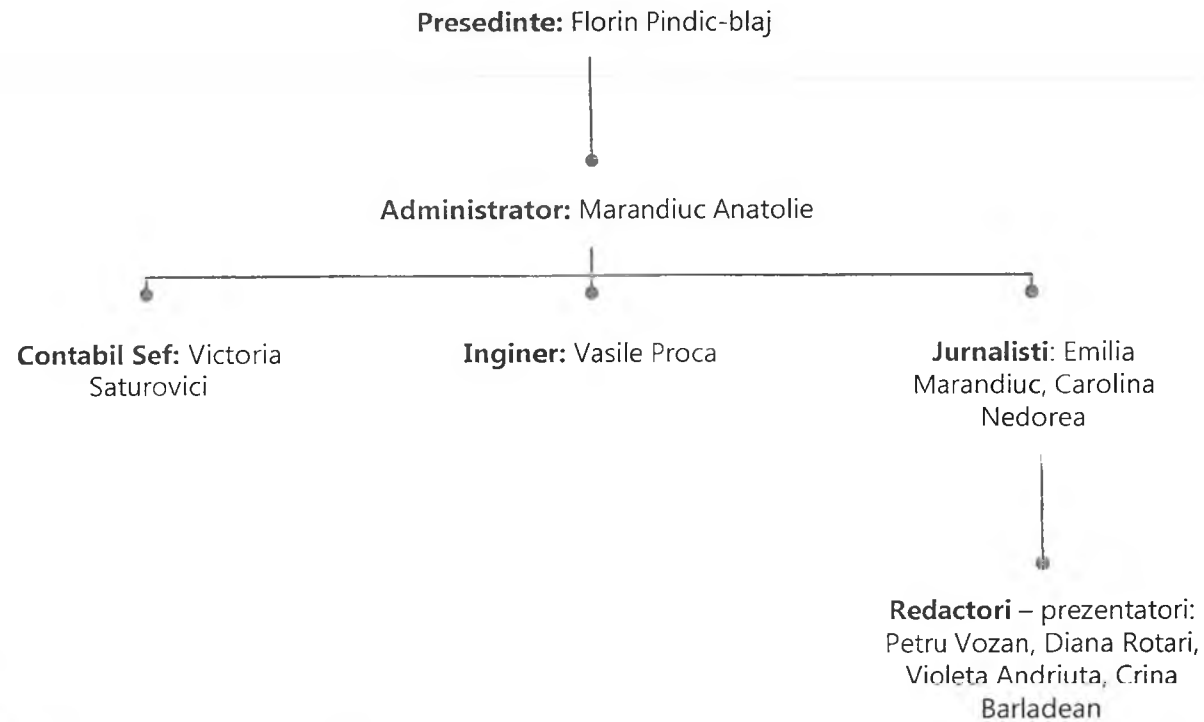 Presedinte: Florin Pindic-blaj
Administrator: Marandiuc Anatolie
Contabil Sef: Victoria
Saturovici
Inginer: Vasile Proca
Jurnalisti: Emilia
Marandiuc, Carolina
Nedorea
Redactori – prezentatori:
Petru Vozan, Diana Rotari,
Violeta Andriuta, Crina
Barladean